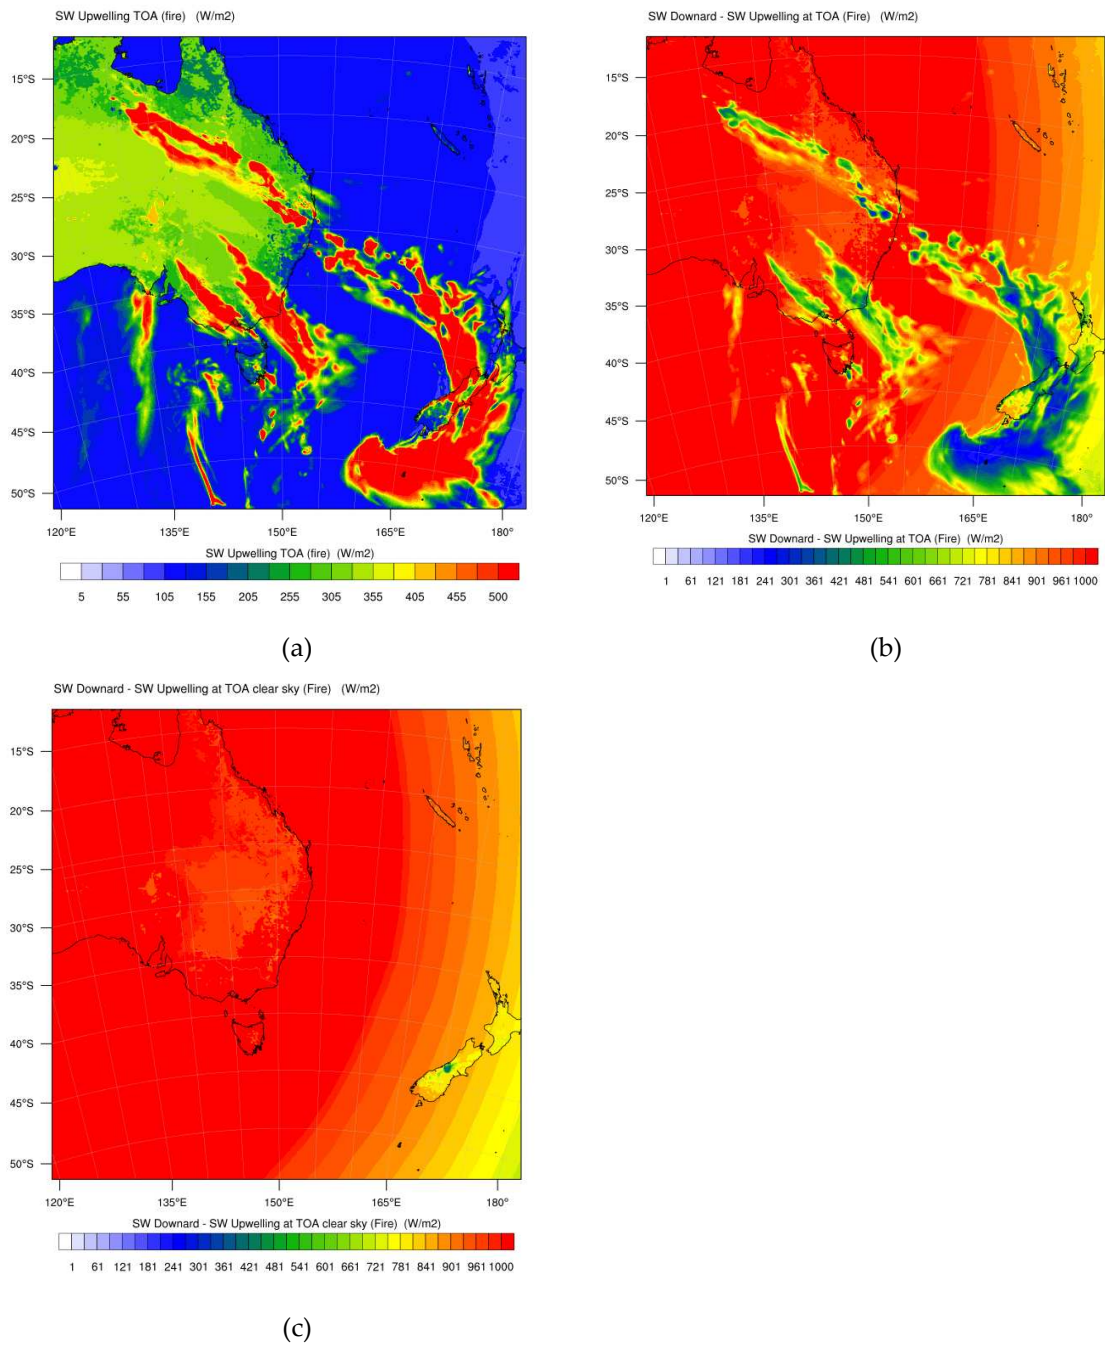 SW Upwelling TOA (fire) (W/m2)
15°S
20°S
25°S
30°S
35°S
40°S
45°S
50°S
120°E 135°E 150°E 165°E 180°
SW Upwelling TOA (fire) (W/m2)
5 55 105 155 205 255 305 355 405 455 500
(a)
SW Downard - SW Upwelling at TOA (Fire) (W/m2)
15°S
20°S
25°S
30°S
35°S
40°S
45°S
50°S
120°E 135°E 150°E 165°E 180°
SW Downard - SW Upwelling at TOA (Fire) (W/m2)
1 61 121 181 241 301 361 421 481 541 601 661 721 781 841 901 961 1000
(b)
SW Downard - SW Upwelling at TOA clear sky (Fire) (W/m2)
15°S
20°S
25°S
30°S
35°S
40°S
45°S
50°S
120°E 135°E 150°E 165°E 180°
SW Downard - SW Upwelling at TOA clear sky (Fire) (W/m2)
1 61 121 181 241 301 361 421 481 541 601 661 721 781 841 901 961 1000
(c)